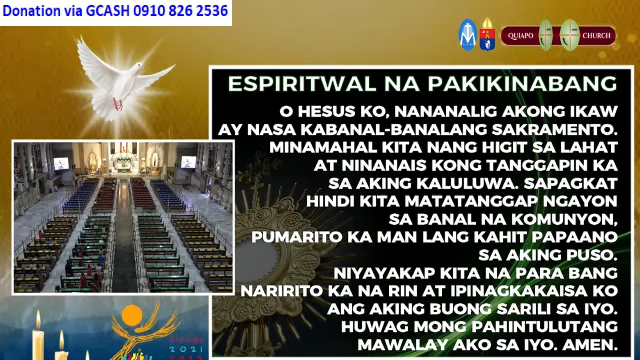 Donation via GCASH 0910 826 2536
QUIAPO CHURCH
ESPIRITWAL NA PAKIKINABANG
O HESUS KO, NANANALIG AKONG IKAW
AY NASA KABANAL-BANALANG SAKRAMENTO.
MINAMAHAL KITA NANG HIGIT SA LAHAT
AT NINANAIS KONG TANGGAPIN KA
SA AKING KALULUWA. SAPAGKAT
HINDI KITA MATATANGGAP NGAYON
SA BANAL NA KOMUNYON,
PUMARITO KA MAN LANG KAHIT PAPAANO
SA AKING PUSO.
NIYAYAKAP KITA NA PARA BANG
NARIRITO KA NA RIN AT IPINAGKAKAISA KO
ANG AKING BUONG SARILI SA IYO.
HUWAG MONG PAHINTULUTANG
MAWALAY AKO SA IYO. AMEN.
2021